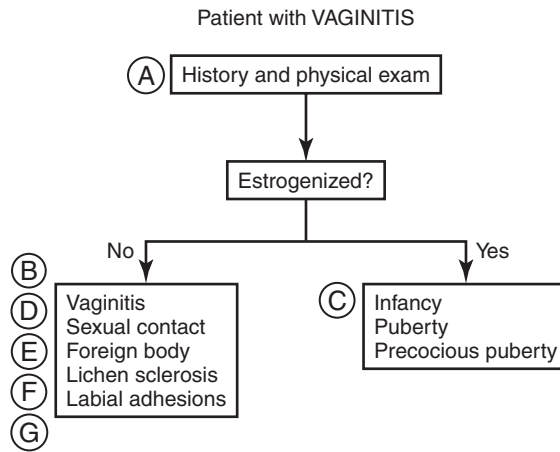 Patient with VAGINITIS
A
History and physical exam
Estrogenized?
No
Yes
B
D
E
F
G
Vaginitis
Sexual contact
Foreign body
Lichen sclerosis
Labial adhesions
C
Infancy
Puberty
Precocious puberty